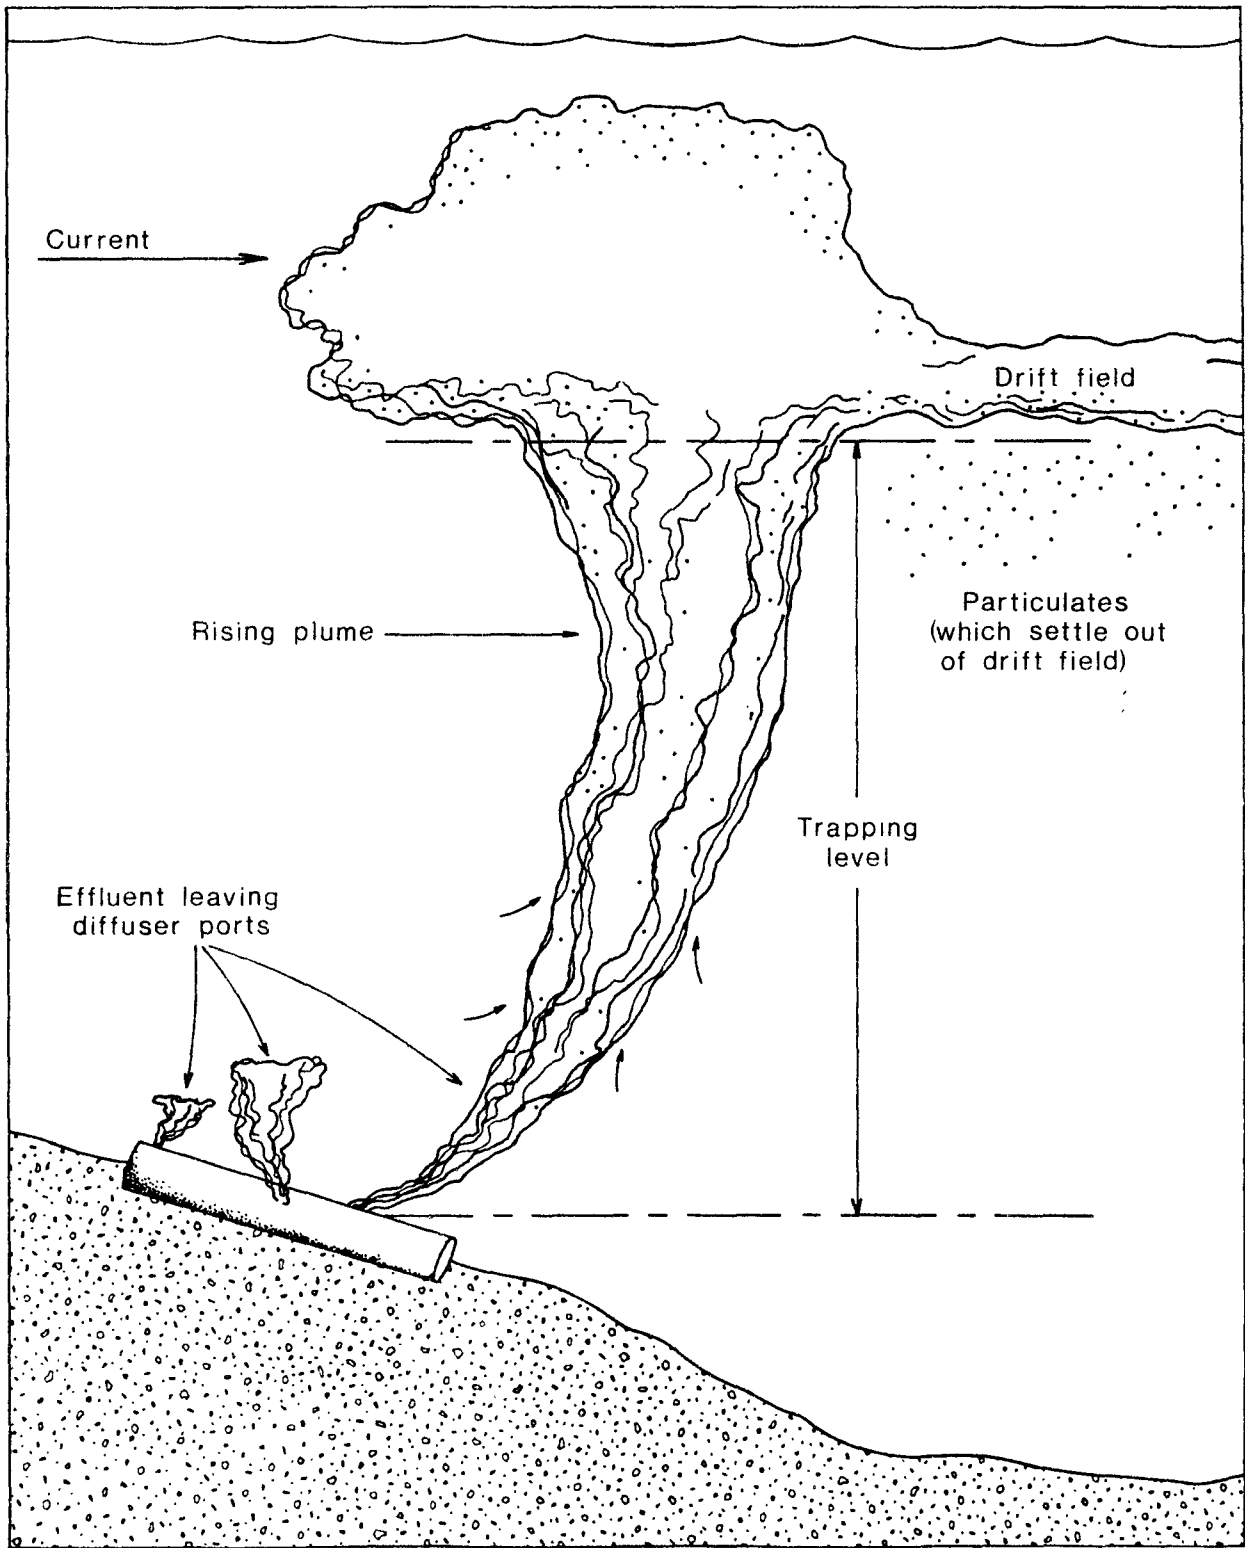 Current
Drift field
Particulates
(which settle out
of drift field)
Rising plume
Trapping
level
Effluent leaving
diffuser ports